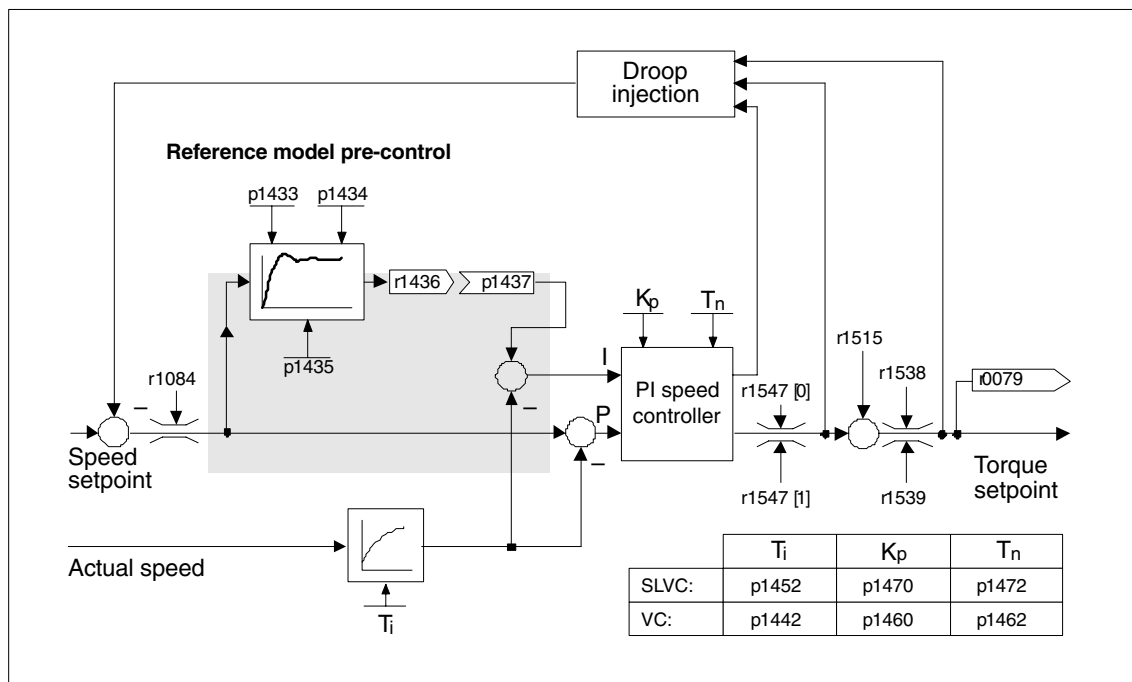 Droop
injection
Reference model pre-control
p1433
p1434
r1436
p1437
p1435
Kp
Tn
r1084
I
r1515
PI speed
controller
r1547 [0]
r1538
r0079
–
–
P
–
Speed
setpoint
r1547 [1]
r1539
Torque
setpoint
Actual speed
Ti
Ti Kp Tn
SLVC: p1452 p1470 p1472
VC: p1442 p1460 p1462